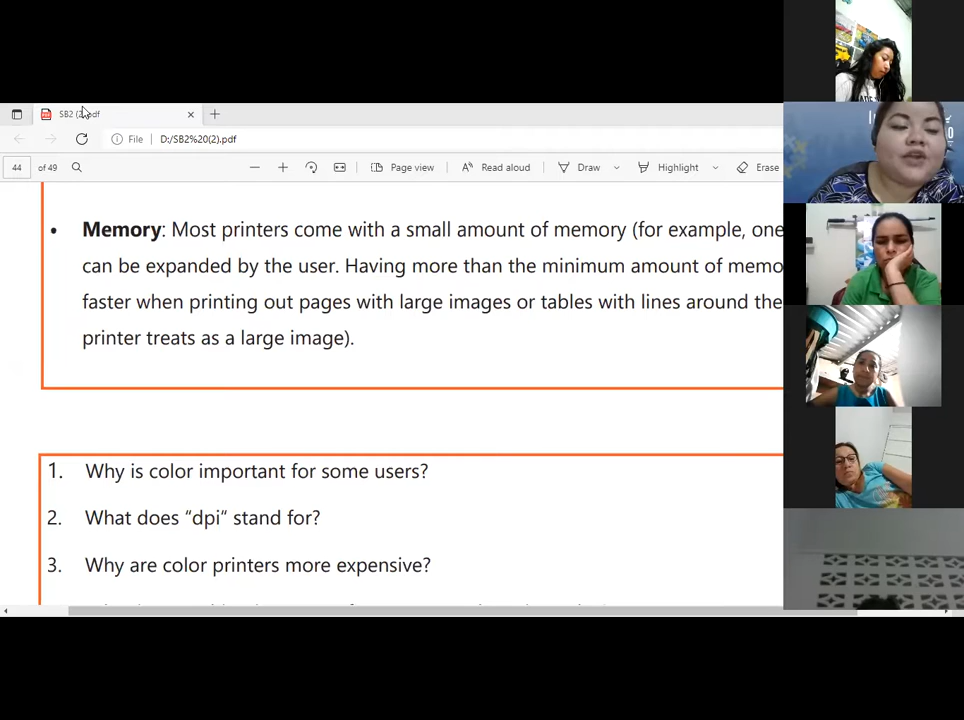 SB2 (2).pdf
File D:/SB2%20(2).pdf
44 of 49 Page view Read aloud Draw Highlight Erase
• Memory: Most printers come with a small amount of memory (for example, one
can be expanded by the user. Having more than the minimum amount of memo
faster when printing out pages with large images or tables with lines around the
printer treats as a large image).
1. Why is color important for some users?
2. What does “dpi” stand for?
3. Why are color printers more expensive?